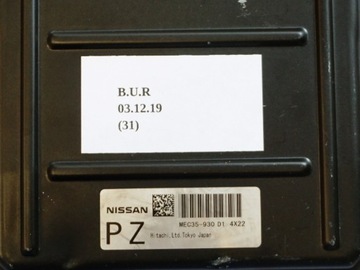 B.U.R
03.12.19
(31)
NISSAN
MEC35-930 D1 4X22
PZ
Hitachi,Ltd.Tokyo Japan